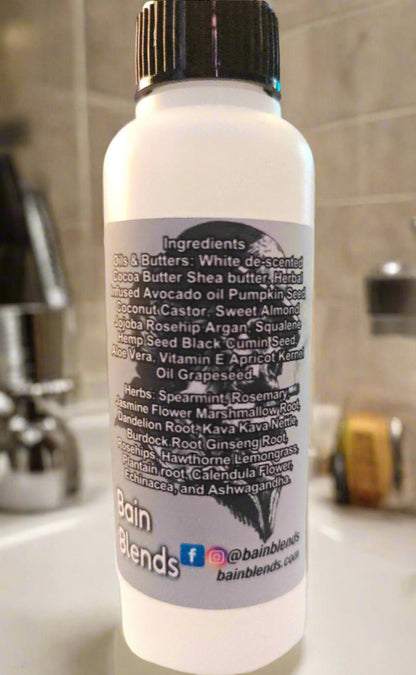 Ingredients
Oils & Butters: White de-scented
Cocoa Butter Shea butter, Herbal
Infused Avocado oil Pumpkin Seed
Coconut Castor, Sweet Almond
Jojoba Rosehip Argan, Squalene
Hemp Seed Black Cumin Seed,
Aloe Vera, Vitamin E Apricot Kernel
Oil Grapeseed.
Herbs: Spearmint, Rosemary,
Jasmine Flower Marshmallow Root,
Dandelion Root, Kava Kava Nettle,
Burdock Root Ginseng Root,
Rosehips, Hawthorne Lemongrass,
Plantain root, Calendula Flower,
Echinacea, and Ashwagandha.
Bain
Blends
f @bainblends
bainblends.com